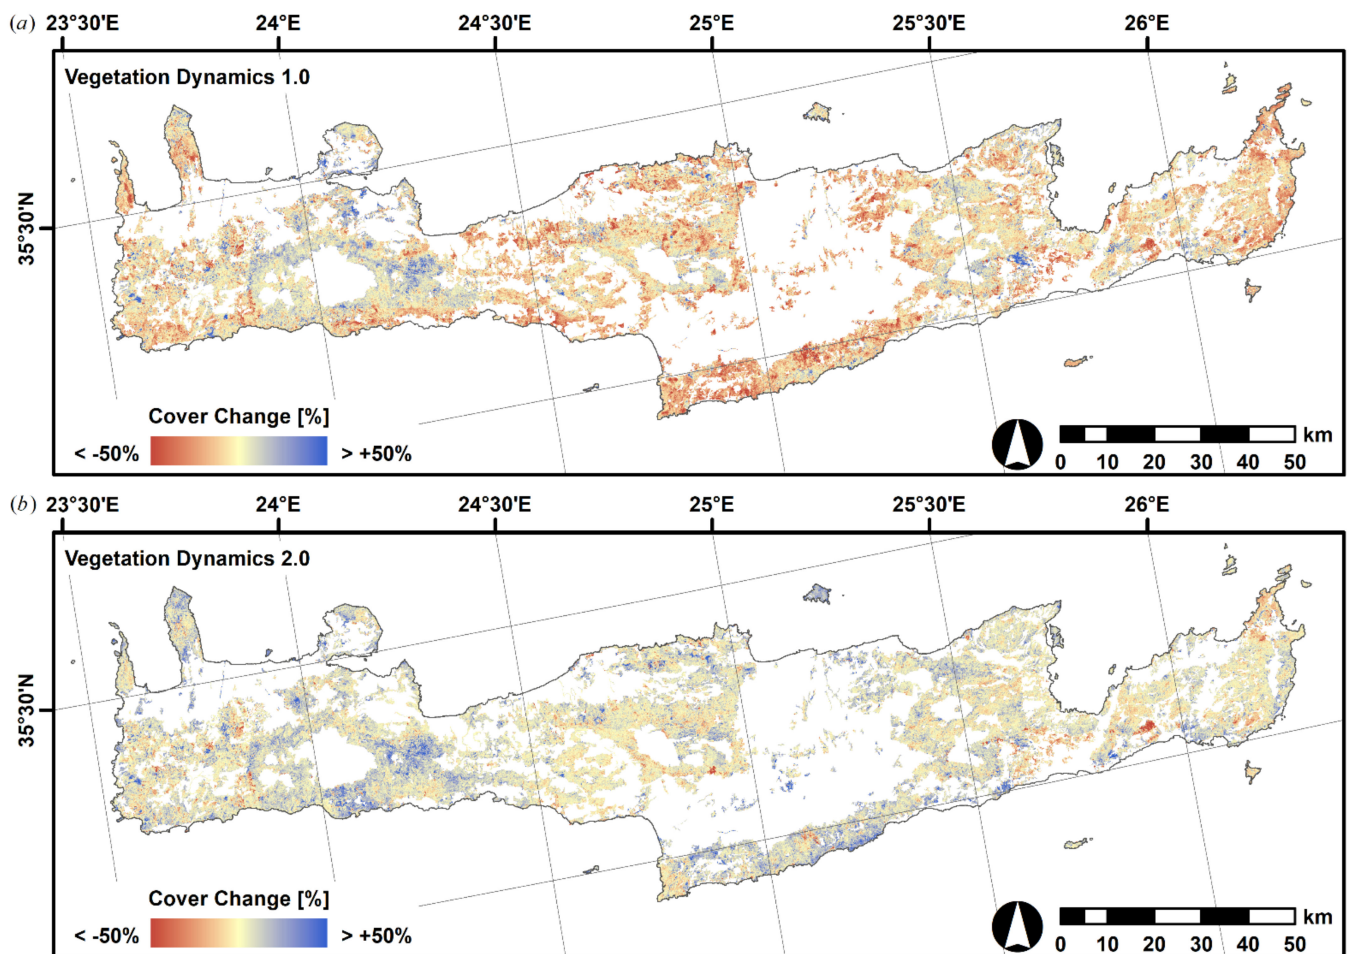 (a) 23°30'E 24°E 24°30'E 25°E 25°30'E 26°E
Vegetation Dynamics 1.0
35°30'N
Cover Change [%]
< -50% > +50%
km
0 10 20 30 40 50
(b) 23°30'E 24°E 24°30'E 25°E 25°30'E 26°E
Vegetation Dynamics 2.0
35°30'N
Cover Change [%]
< -50% > +50%
km
0 10 20 30 40 50